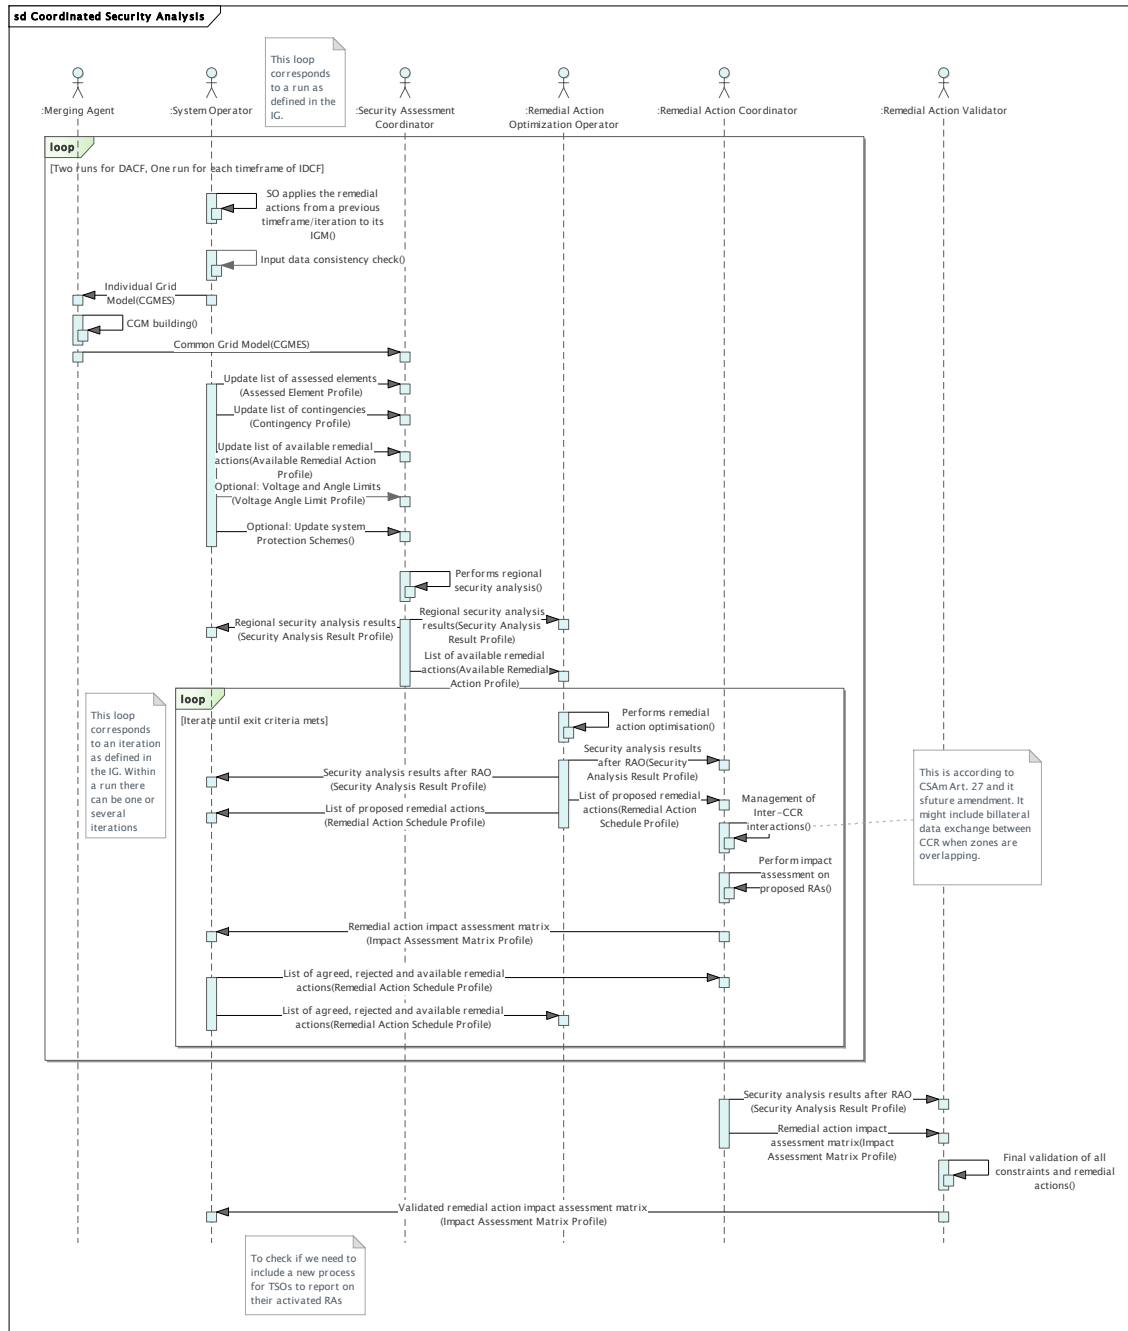 sd Coordinated Security Analysis
This loop
corresponds
to a run as
defined in the
IG.
:Merging Agent
:System Operator
:Security Assessment
Coordinator
:Remedial Action
Optimization Operator
:Remedial Action Coordinator
:Remedial Action Validator
loop
[Two runs for DACF, One run for each timeframe of IDCF]
SO applies the remedial
actions from a previous
timeframe/iteration to its
IGM()
Input data consistency check()
Individual Grid
Model(CGMES)
CGM building()
Common Grid Model(CGMES)
Update list of assessed elements
(Assessed Element Profile)
Update list of contingencies
(Contingency Profile)
Update list of available remedial
actions(Available Remedial Action
Profile)
Optional: Voltage and Angle Limits
(Voltage Angle Limit Profile)
Optional: Update system
Protection Schemes()
Performs regional
security analysis()
Regional security analysis results
(Security Analysis Result Profile)
Regional security analysis
results(Security Analysis
Result Profile)
List of available remedial
actions(Available Remedial
Action Profile)
loop
[Iterate until exit criteria mets]
This loop
corresponds
to an iteration
as defined in
the IG. Within
a run there
can be one or
several
iterations
Performs remedial
action optimisation()
Security analysis results
after RAO(Security
Analysis Result Profile)
Security analysis results after RAO
(Security Analysis Result Profile)
List of proposed remedial
actions(Remedial Action
Schedule Profile)
List of proposed remedial actions
(Remedial Action Schedule Profile)
Management of
Inter-CCR
interactions()
This is according to
CSAm Art. 27 and it
sfuture amendment. It
might include billateral
data exchange between
CCR when zones are
overlapping.
Perform impact
assessment on
proposed RAs()
Remedial action impact assessment matrix
(Impact Assessment Matrix Profile)
List of agreed, rejected and available remedial
actions(Remedial Action Schedule Profile)
List of agreed, rejected and available remedial
actions(Remedial Action Schedule Profile)
Security analysis results after RAO
(Security Analysis Result Profile)
Remedial action impact
assessment matrix(Impact
Assessment Matrix Profile)
Final validation of all
constraints and remedial
actions()
Validated remedial action impact assessment matrix
(Impact Assessment Matrix Profile)
To check if we need to
include a new process
for TSOs to report on
their activated RAs